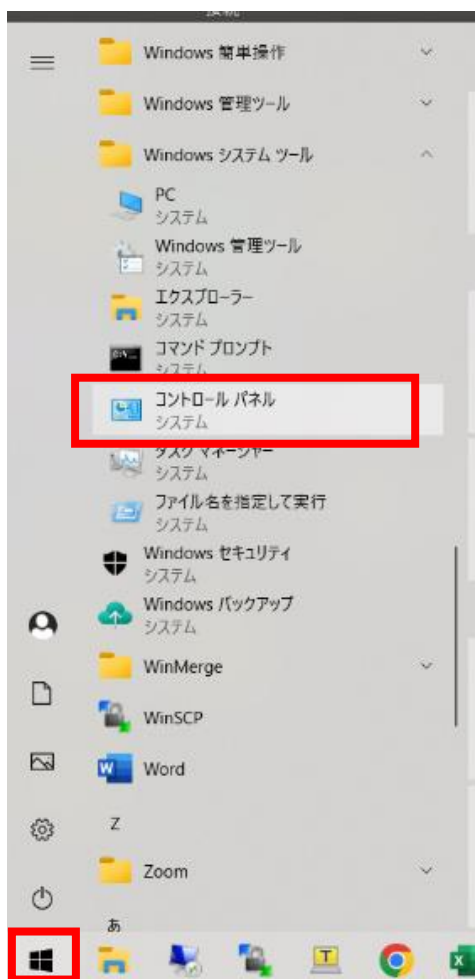 Windows 簡単操作
Windows 管理ツール
Windows システム ツール
PC
システム
Windows 管理ツール
システム
エクスプローラー
システム
コマンド プロンプト
システム
コントロール パネル
システム
タスク マネージャー
システム
ファイル名を指定して実行
システム
Windows セキュリティ
システム
Windows バックアップ
システム
WinMerge
WinSCP
Word
Z
Zoom
あ